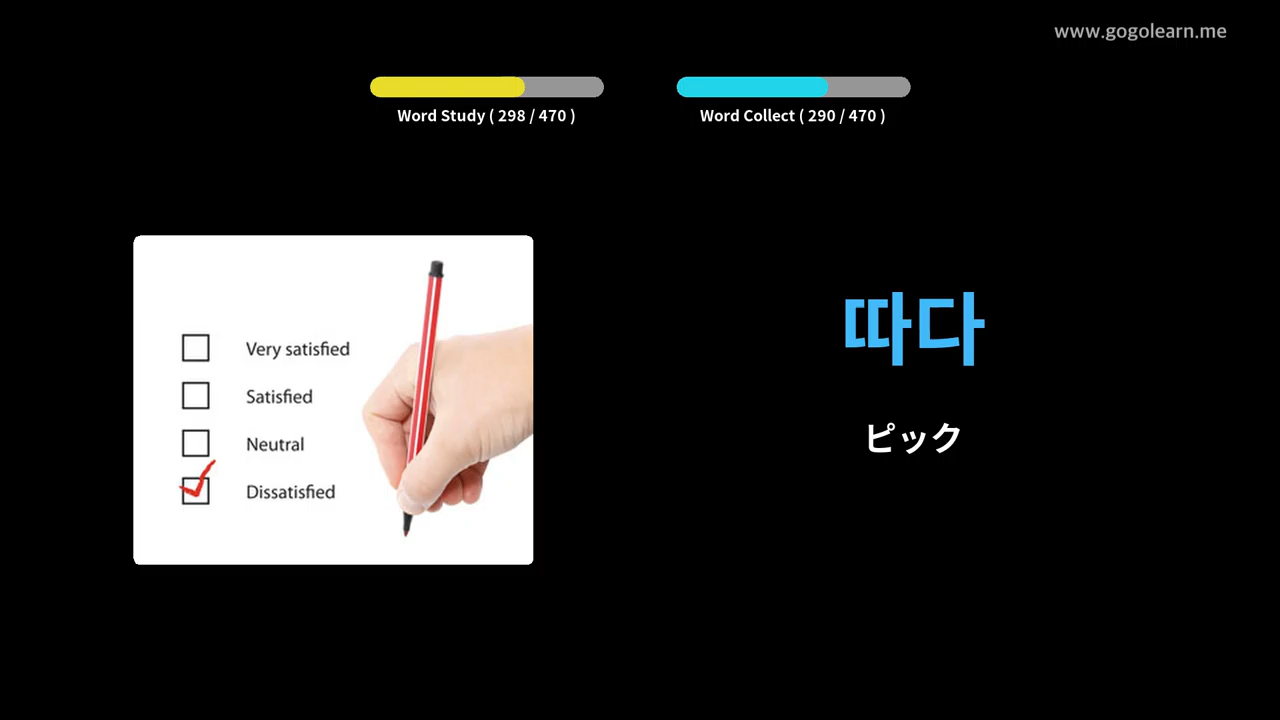 www.gogolearn.me
Word Study ( 298 / 470 )
Word Collect ( 290 / 470 )
Very satisfied
Satisfied
Neutral
Dissatisfied
따다
ピック